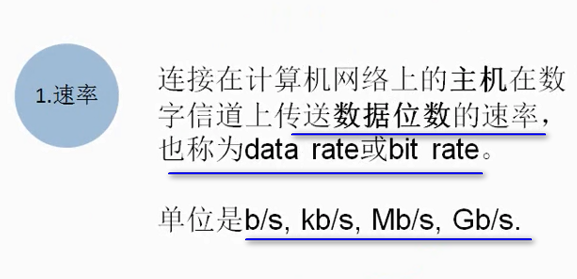 1.速率
连接在计算机网络上的主机在数
字信道上传送数据位数的速率，
也称为data rate或bit rate。
单位是b/s, kb/s, Mb/s, Gb/s.